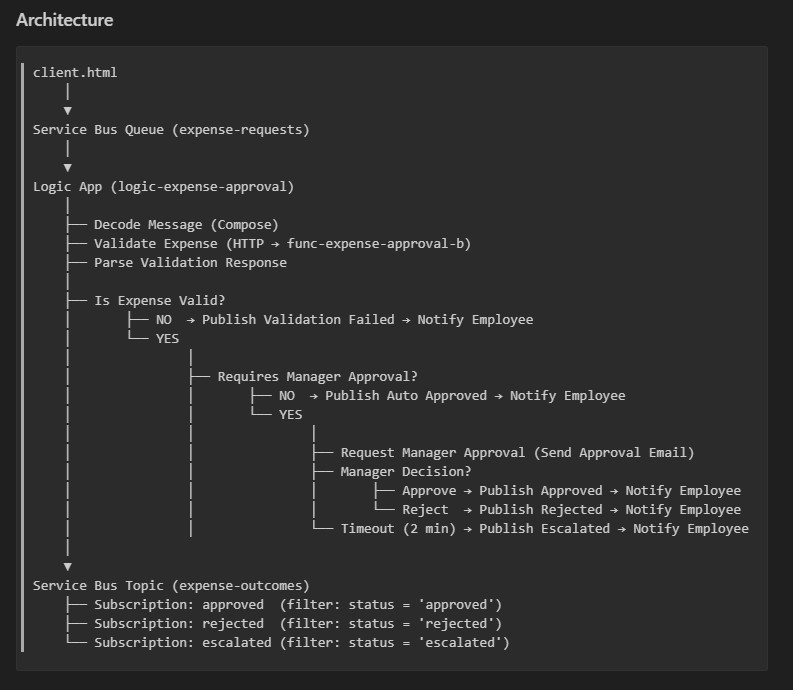 Architecture
client.html
│
▼
Service Bus Queue (expense-requests)
│
▼
Logic App (logic-expense-approval)
│
├── Decode Message (Compose)
├── Validate Expense (HTTP → func-expense-approval-b)
├── Parse Validation Response
│
├── Is Expense Valid?
│       ├── NO  → Publish Validation Failed → Notify Employee
│       └── YES
│               │
│               ├── Requires Manager Approval?
│               │       ├── NO  → Publish Auto Approved → Notify Employee
│               │       └── YES
│               │               │
│               │               ├── Request Manager Approval (Send Approval Email)
│               │               ├── Manager Decision?
│               │               │       ├── Approve → Publish Approved → Notify Employee
│               │               │       └── Reject  → Publish Rejected → Notify Employee
│               │               └── Timeout (2 min) → Publish Escalated → Notify Employee
│
▼
Service Bus Topic (expense-outcomes)
├── Subscription: approved  (filter: status = 'approved')
├── Subscription: rejected  (filter: status = 'rejected')
└── Subscription: escalated (filter: status = 'escalated')